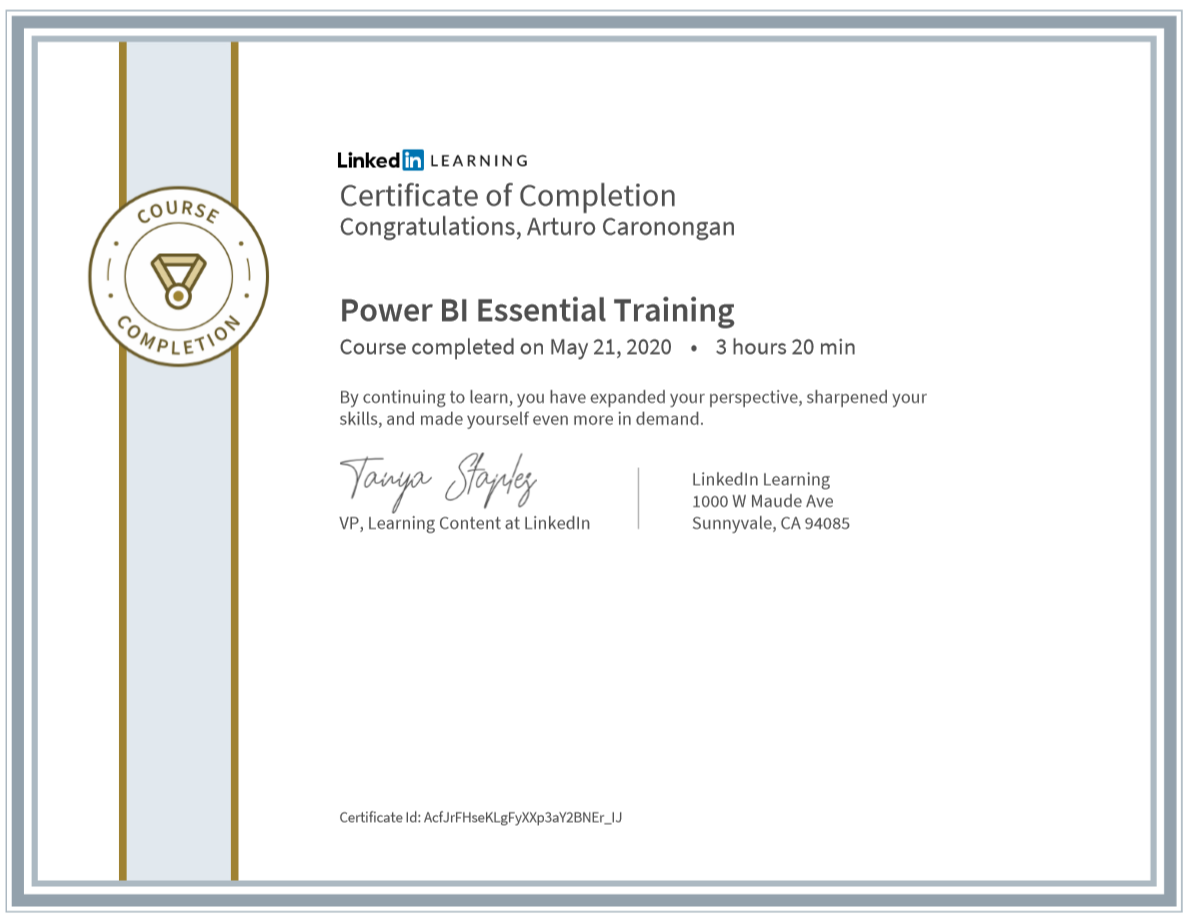 COURSE
COMPLETION
Linked in LEARNING
Certificate of Completion
Congratulations, Arturo Caronongan
Power BI Essential Training
Course completed on May 21, 2020 • 3 hours 20 min
By continuing to learn, you have expanded your perspective, sharpened your
skills, and made yourself even more in demand.
Tanya Staples
VP, Learning Content at LinkedIn
LinkedIn Learning
1000 W Maude Ave
Sunnyvale, CA 94085
Certificate Id: AcfJrFHseKLgFyXXp3aY2BNEr_IJ